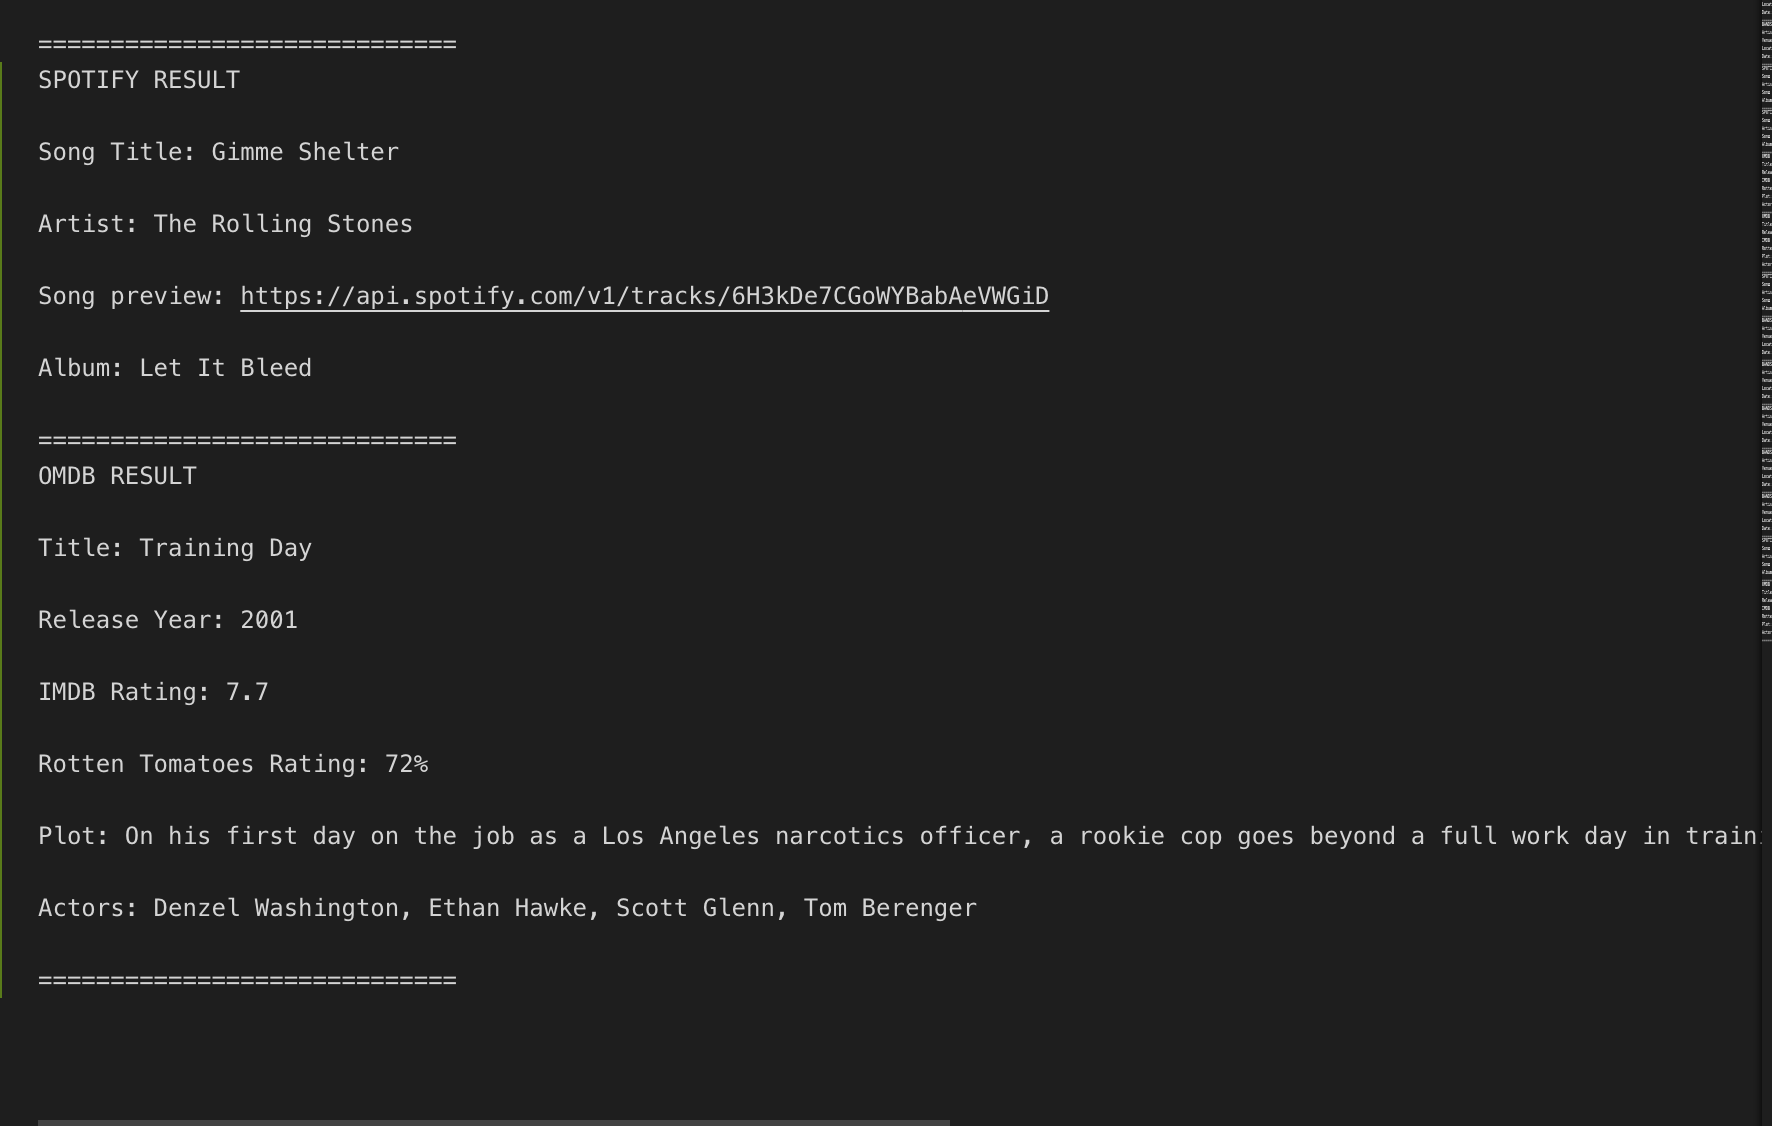 =============================
SPOTIFY RESULT
Song Title: Gimme Shelter
Artist: The Rolling Stones
Song preview: https://api.spotify.com/v1/tracks/6H3kDe7CGoWYBabAeVWGiD
Album: Let It Bleed
=============================
OMDB RESULT
Title: Training Day
Release Year: 2001
IMDB Rating: 7.7
Rotten Tomatoes Rating: 72%
Plot: On his first day on the job as a Los Angeles narcotics officer, a rookie cop goes beyond a full work day in traini
Actors: Denzel Washington, Ethan Hawke, Scott Glenn, Tom Berenger
=============================